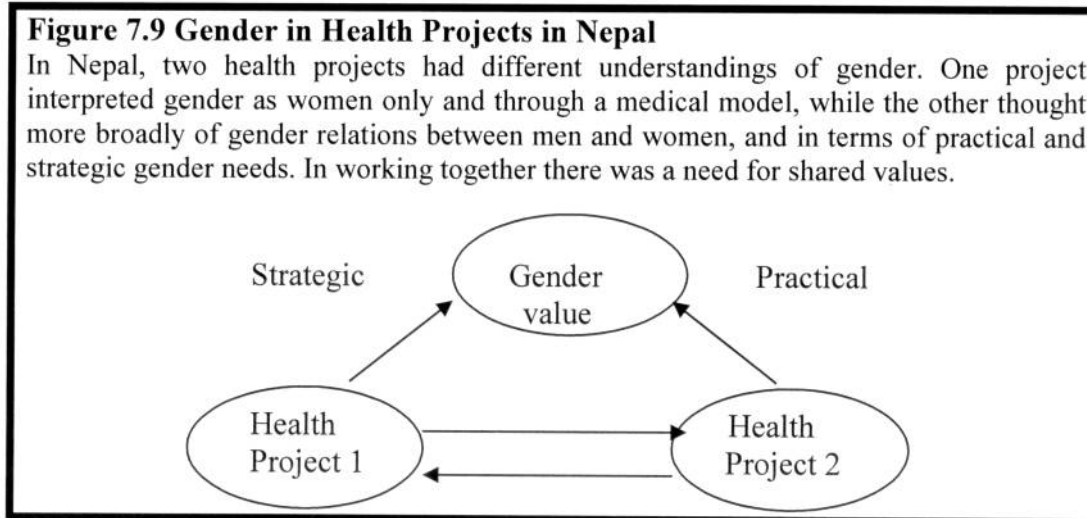 Figure 7.9 Gender in Health Projects in Nepal
In Nepal, two health projects had different understandings of gender. One project
interpreted gender as women only and through a medical model, while the other thought
more broadly of gender relations between men and women, and in terms of practical and
strategic gender needs. In working together there was a need for shared values.
Strategic
Gender
value
Practical
Health
Project 1
Health
Project 2